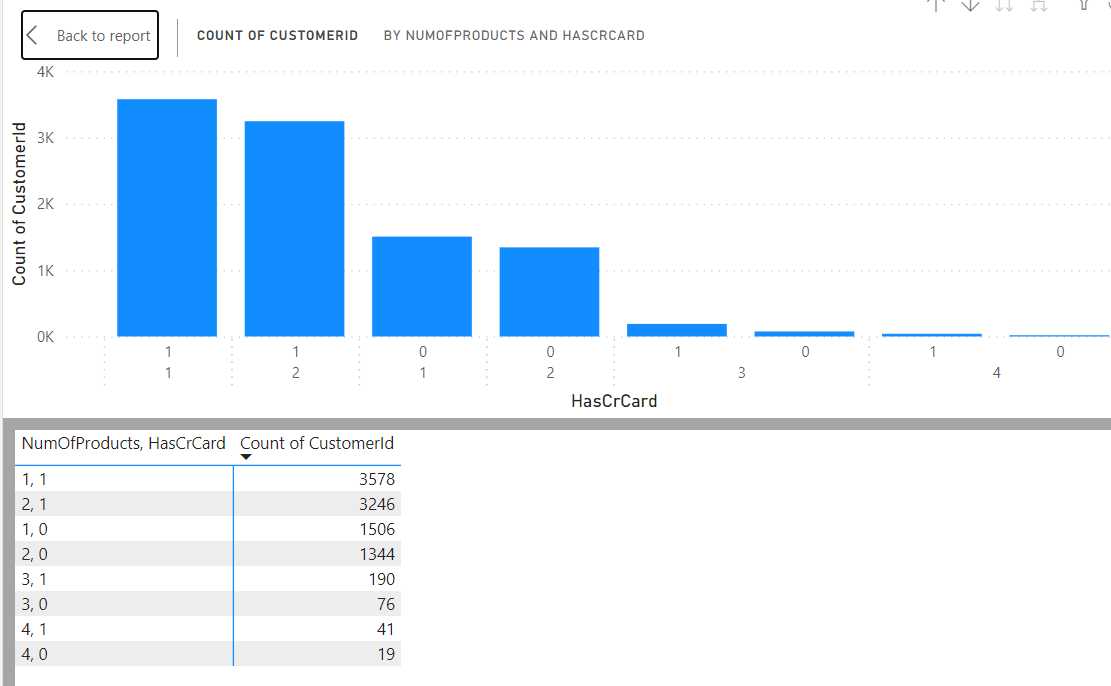 Back to report
COUNT OF CUSTOMERID BY NUMOFPRODUCTS AND HASCRCARD
4K
3K
2K
1K
0K
Count of CustomerId
1 1 0 0 1 0 1 0
1 2 1 2 3 4
HasCrCard
NumOfProducts, HasCrCard Count of CustomerId
1, 1 3578
2, 1 3246
1, 0 1506
2, 0 1344
3, 1 190
3, 0 76
4, 1 41
4, 0 19